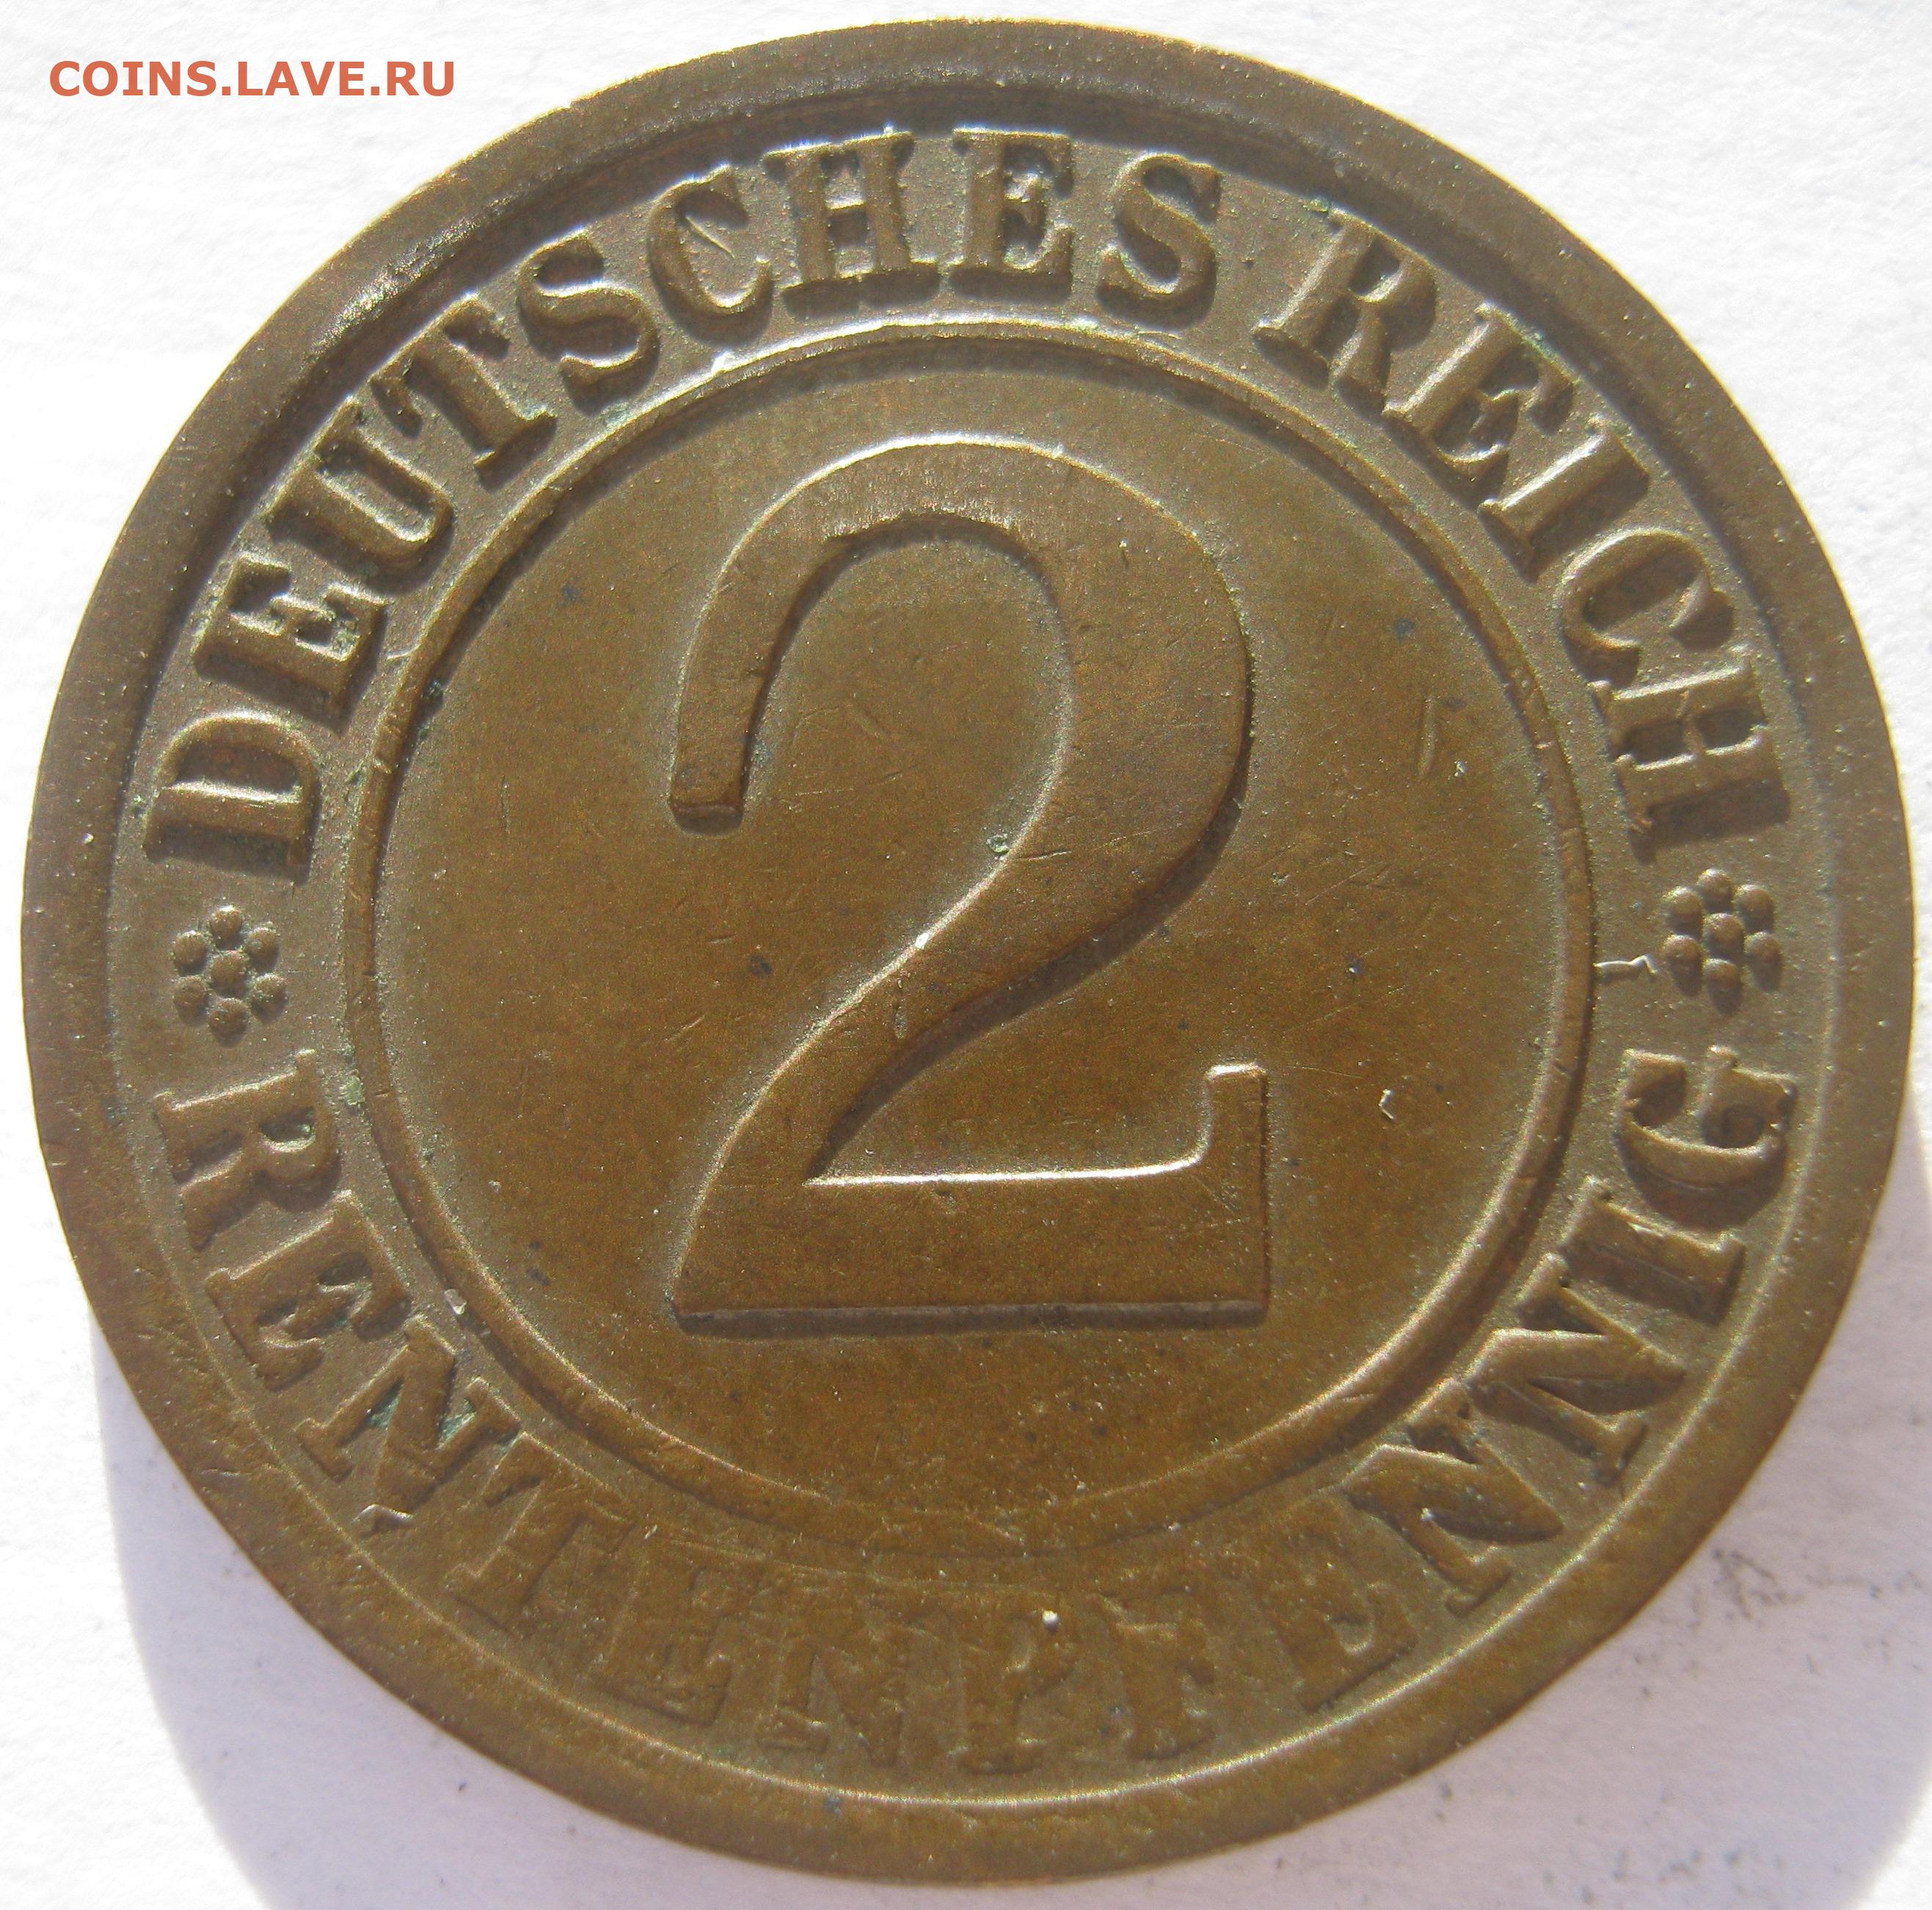 COINS.LAVE.RU
DEUTSCHES REICH
2
RENTENPFENNIG